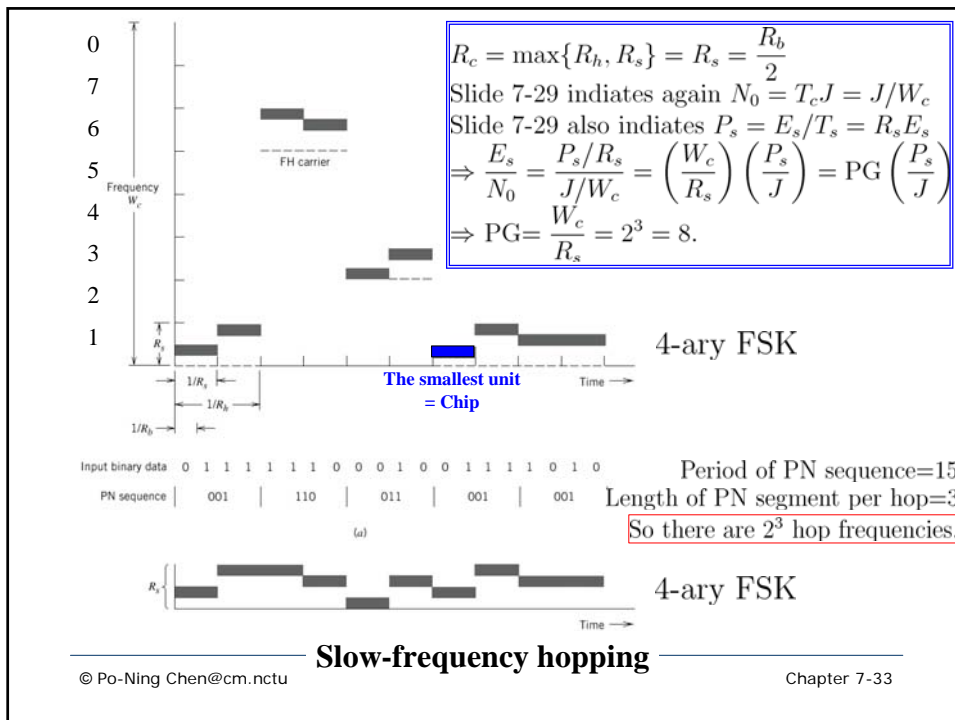 R_c = max{R_h, R_s} = R_s = R_b/2
Slide 7-29 indiates again N_0 = T_cJ = J/W_c
Slide 7-29 also indiates P_s = E_s/T_s = R_sE_s
⇒ E_s/N_0 = (P_s/R_s)/(J/W_c) = (W_c/R_s)(P_s/J) = PG(P_s/J)
⇒ PG= W_c/R_s = 2^3 = 8.
0
7
6
5
4
3
2
1
Frequency
W_c
FH carrier
R_s
4-ary FSK
1/R_s
1/R_h
1/R_b
The smallest unit
= Chip
Time
Input binary data 0 1 1 1 1 1 1 0 0 0 1 0 0 1 1 1 1 0 1 0
PN sequence 001 110 011 001 001
(a)
Period of PN sequence=15
Length of PN segment per hop=3
So there are 2^3 hop frequencies.
R_s
4-ary FSK
Time
Slow-frequency hopping
© Po-Ning Chen@cm.nctu
Chapter 7-33